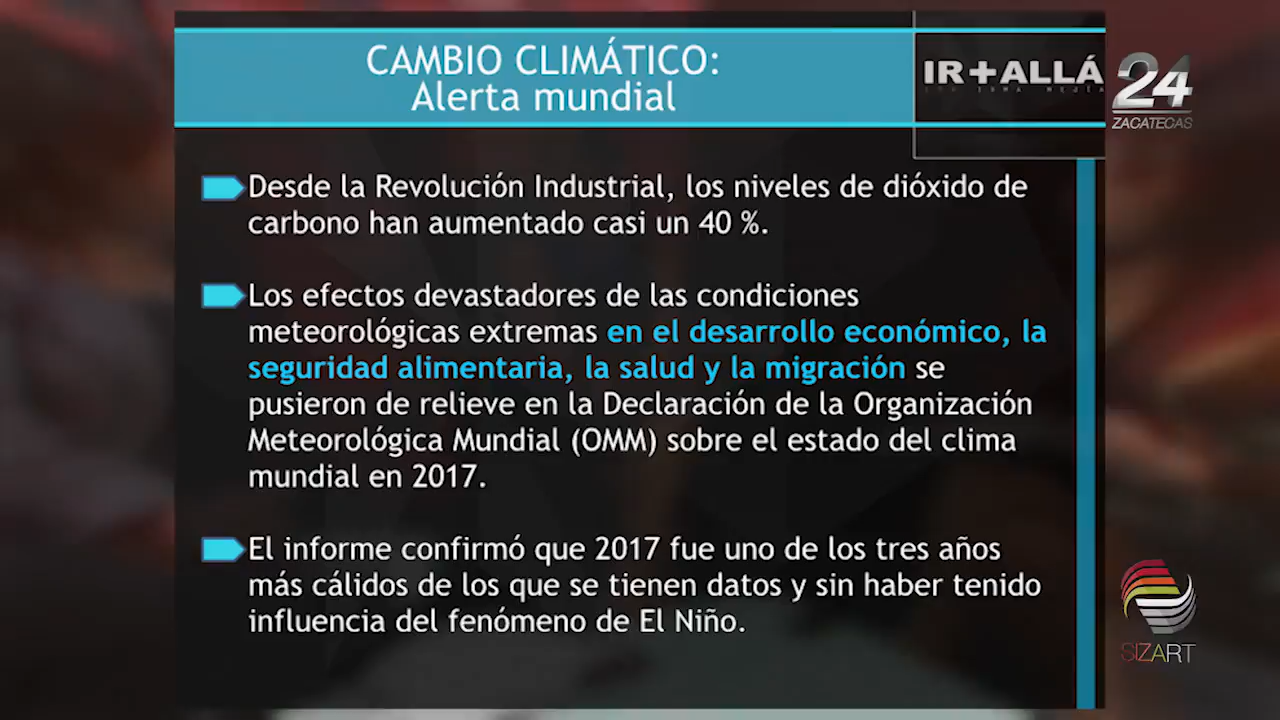 CAMBIO CLIMÁTICO:
Alerta mundial
IR+ALLÁ
24
ZACATECAS
Desde la Revolución Industrial, los niveles de dióxido de
carbono han aumentado casi un 40 %.
Los efectos devastadores de las condiciones
meteorológicas extremas en el desarrollo económico, la
seguridad alimentaria, la salud y la migración se
pusieron de relieve en la Declaración de la Organización
Meteorológica Mundial (OMM) sobre el estado del clima
mundial en 2017.
El informe confirmó que 2017 fue uno de los tres años
más cálidos de los que se tienen datos y sin haber tenido
influencia del fenómeno de El Niño.
SIZART